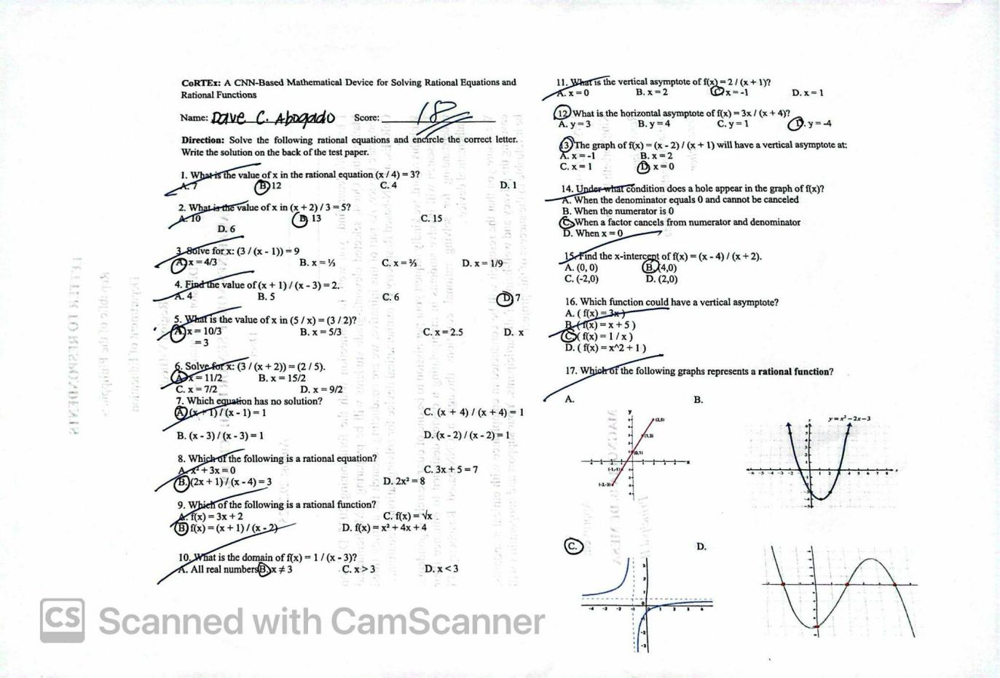 CoRTEx: A CNN-Based Mathematical Device for Solving Rational Equations and
Rational Functions
Name: Dave C. Abogado Score: 18
Direction: Solve the following rational equations and encircle the correct letter.
Write the solution on the back of the test paper.
1. What is the value of x in the rational equation (x / 4) = 3?
A. 7 B. 12 C. 4 D. 1
2. What is the value of x in (x + 2) / 3 = 5?
A. 10 B. 13 C. 15
D. 6
3. Solve for x: (3 / (x - 1)) = 9
A. x = 4/3 B. x = ⅓ C. x = ⅔ D. x = 1/9
4. Find the value of (x + 1) / (x - 3) = 2.
A. 4 B. 5 C. 6 D. 7
5. What is the value of x in (5 / x) = (3 / 2)?
A. x = 10/3 B. x = 5/3 C. x = 2.5 D. x
= 3
6. Solve for x: (3 / (x + 2)) = (2 / 5).
A. x = 11/2 B. x = 15/2
C. x = 7/2 D. x = 9/2
7. Which equation has no solution?
A. (x + 1) / (x - 1) = 1 C. (x + 4) / (x + 4) = 1
B. (x - 3) / (x - 3) = 1 D. (x - 2) / (x - 2) = 1
8. Which of the following is a rational equation?
A. x² + 3x = 0 C. 3x + 5 = 7
B. (2x + 1) / (x - 4) = 3 D. 2x² = 8
9. Which of the following is a rational function?
A. f(x) = 3x + 2 C. f(x) = √x
B. f(x) = (x + 1) / (x - 2) D. f(x) = x² + 4x + 4
10. What is the domain of f(x) = 1 / (x - 3)?
A. All real numbers B. x ≠ 3 C. x > 3 D. x < 3
11. What is the vertical asymptote of f(x) = 2 / (x + 1)?
A. x = 0 B. x = 2 C. x = -1 D. x = 1
12. What is the horizontal asymptote of f(x) = 3x / (x + 4)?
A. y = 3 B. y = 4 C. y = 1 D. y = -4
13. The graph of f(x) = (x - 2) / (x + 1) will have a vertical asymptote at:
A. x = -1 B. x = 2
C. x = 1 D. x = 0
14. Under what condition does a hole appear in the graph of f(x)?
A. When the denominator equals 0 and cannot be canceled
B. When the numerator is 0
C. When a factor cancels from numerator and denominator
D. When x = 0
15. Find the x-intercept of f(x) = (x - 4) / (x + 2).
A. (0, 0) B. (4,0)
C. (-2,0) D. (2,0)
16. Which function could have a vertical asymptote?
A. ( f(x) = 3x )
B. ( f(x) = x + 5 )
C. ( f(x) = 1 / x )
D. ( f(x) = x^2 + 1 )
17. Which of the following graphs represents a rational function?
A. B.
y
(2,5)
(1,3)
(0,1)
(-1,-1)
(-2,-3)
x
y = x² - 2x - 3
C. D.
CS Scanned with CamScanner